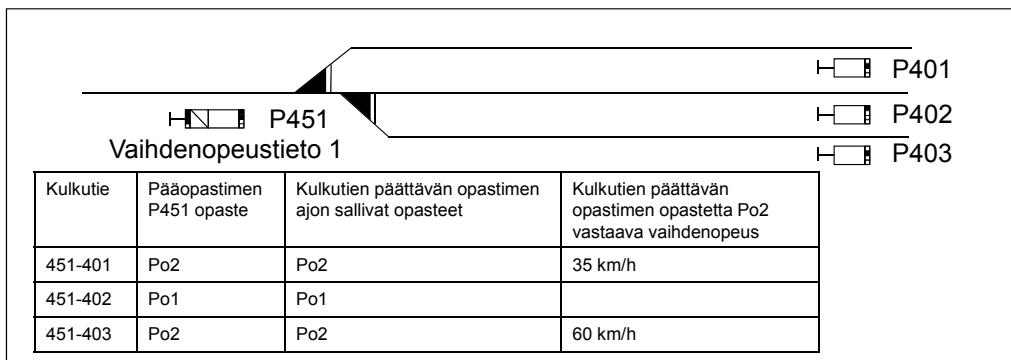 P401
P451
P402
Vaihdenopeustieto 1
P403
Kulkutie
Pääopastimen
P451 opaste
Kulkutien päättävän opastimen
ajon sallivat opasteet
Kulkutien päättävän
opastimen opastetta Po2
vastaava vaihdenopeus
451-401
Po2
Po2
35 km/h
451-402
Po1
Po1
451-403
Po2
Po2
60 km/h